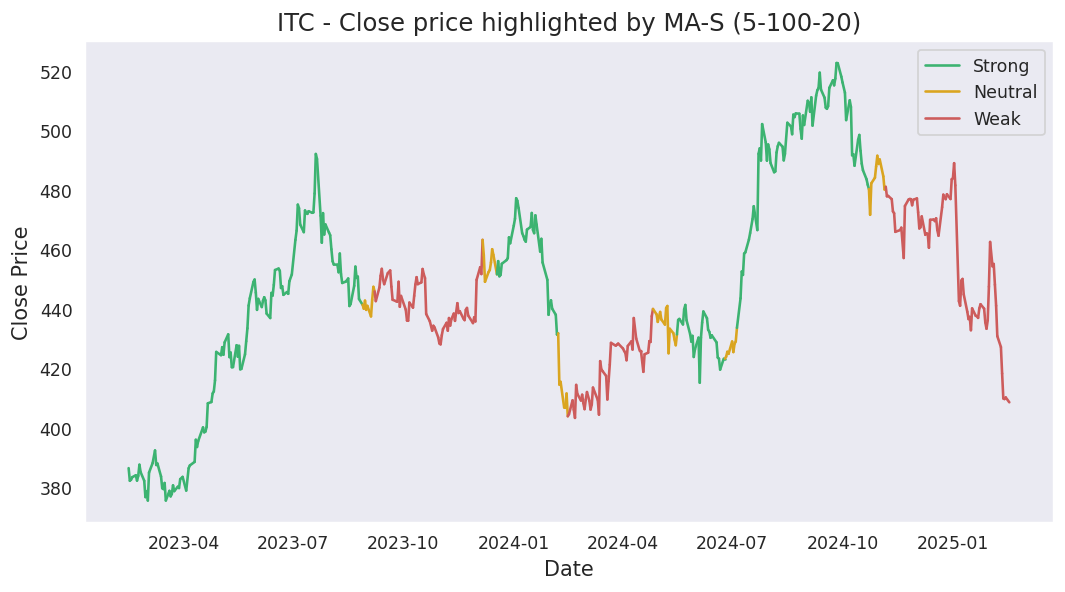 ITC - Close price highlighted by MA-S (5-100-20)
Strong
Neutral
Weak
Close Price
520
500
480
460
440
420
400
380
2023-04 2023-07 2023-10 2024-01 2024-04 2024-07 2024-10 2025-01
Date